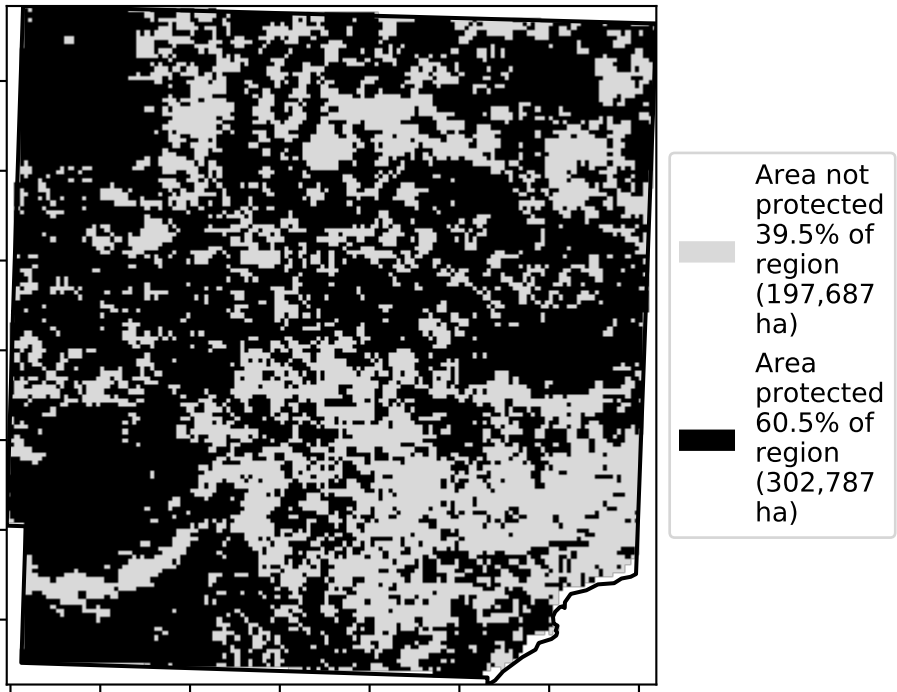 Area not
protected
39.5% of
region
(197,687
ha)
Area
protected
60.5% of
region
(302,787
ha)